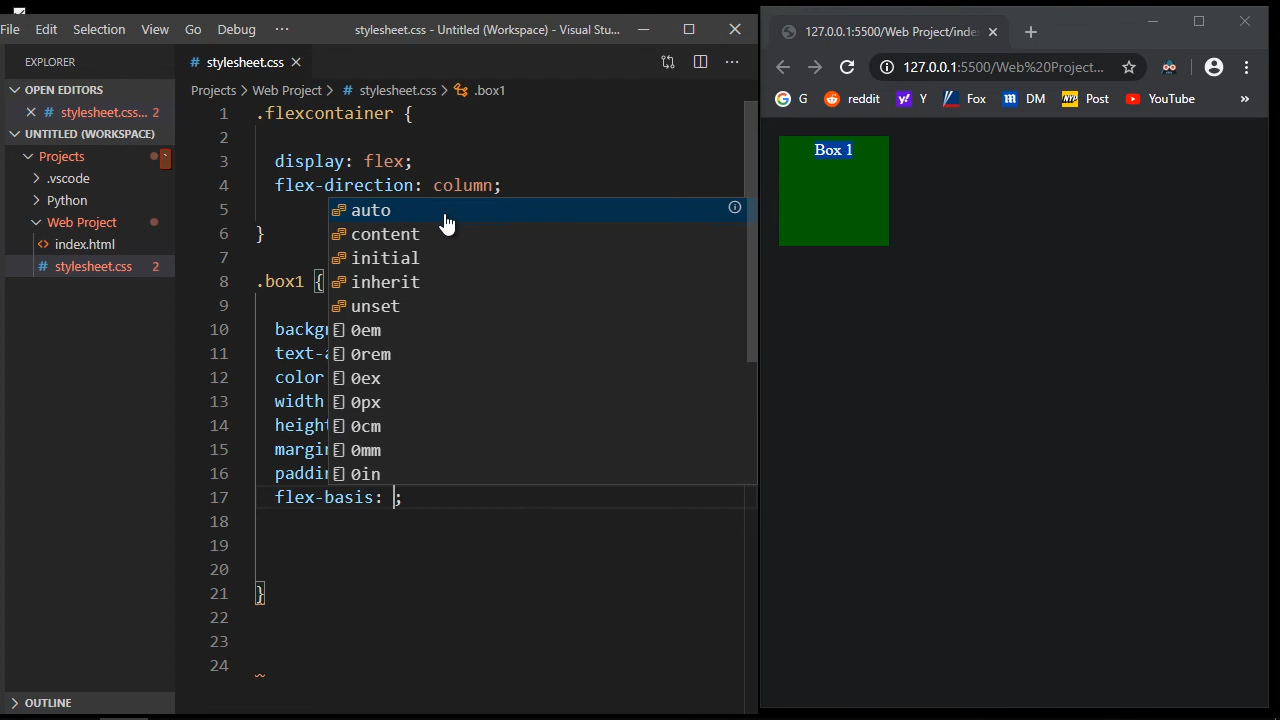 File Edit Selection View Go Debug ···
stylesheet.css - Untitled (Workspace) - Visual Stu...
EXPLORER
OPEN EDITORS
# stylesheet.css... 2
UNTITLED (WORKSPACE)
Projects
.vscode
Python
Web Project
<> index.html
# stylesheet.css 2
OUTLINE
# stylesheet.css
Projects > Web Project > # stylesheet.css > .box1
1 .flexcontainer {
2
3 display: flex;
4 flex-direction: column;
5
6 }
7
8 .box1 {
9
10 backgr
11 text-a
12 color
13 width
14 height
15 margin
16 paddin
17 flex-basis: ;
18
19
20
21 }
22
23
24
auto
content
initial
inherit
unset
0em
0rem
0ex
0px
0cm
0mm
0in
127.0.0.1:5500/Web Project/inde
127.0.0.1:5500/Web%20Project...
G reddit Y Fox DM Post YouTube »
Box 1